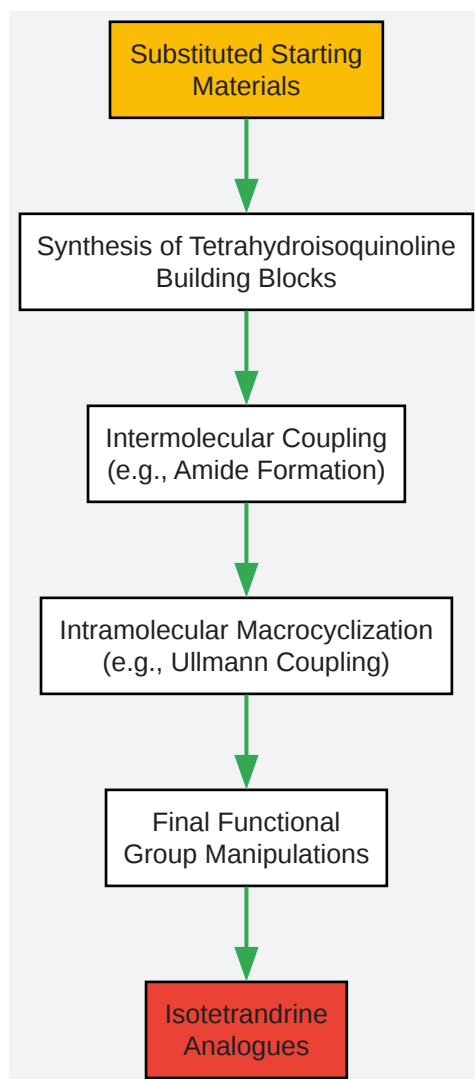 Substituted Starting
Materials
Synthesis of Tetrahydroisoquinoline
Building Blocks
Intermolecular Coupling
(e.g., Amide Formation)
Intramolecular Macrocyclization
(e.g., Ullmann Coupling)
Final Functional
Group Manipulations
Isotetrandrine
Analogues